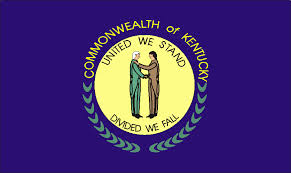 COMMONWEALTH of KENTUCKY
UNITED WE STAND
DIVIDED WE FALL